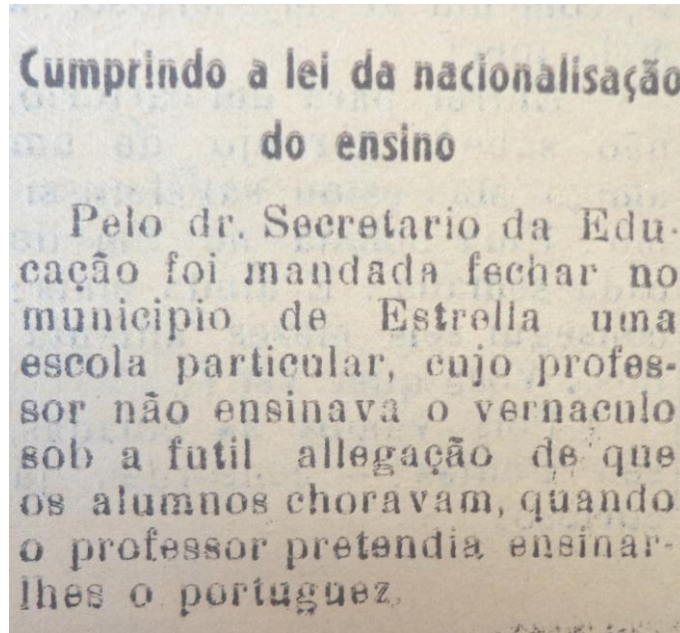 Cumprindo a lei da nacionalisação
do ensino
Pelo dr. Secretario da Edu-
cação foi mandada fechar no
municipio de Estrella uma
escola particular, cujo profes-
sor não ensinava o vernaculo
sob a futil allegação de que
os alumnos choravam, quando
o professor pretendia ensinar-
lhes o portuguez.